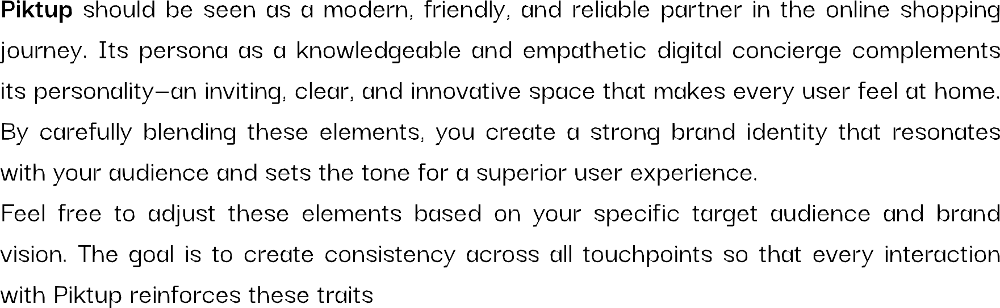 Piktup should be seen as a modern, friendly, and reliable partner in the online shopping
journey. Its persona as a knowledgeable and empathetic digital concierge complements
its personality—an inviting, clear, and innovative space that makes every user feel at home.
By carefully blending these elements, you create a strong brand identity that resonates
with your audience and sets the tone for a superior user experience.
Feel free to adjust these elements based on your specific target audience and brand
vision. The goal is to create consistency across all touchpoints so that every interaction
with Piktup reinforces these traits